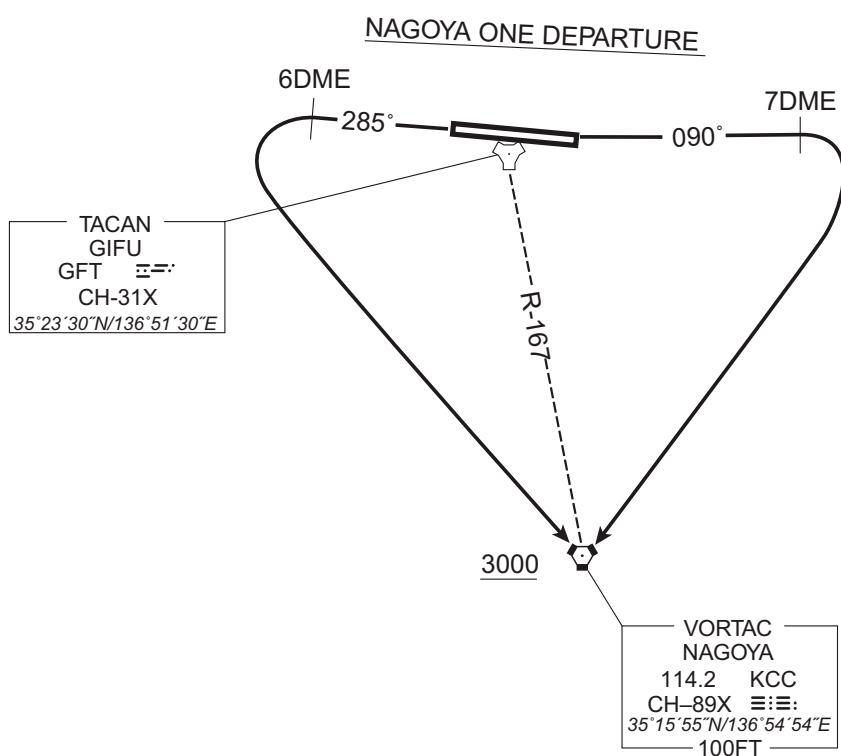 NAGOYA ONE DEPARTURE
6DME
7DME
285°
090°
TACAN
GIFU
GFT
CH-31X
35°23´30˝N/136°51´30˝E
R-167
3000
VORTAC
NAGOYA
114.2 KCC
CH–89X
35°15´55˝N/136°54´54˝E
100FT